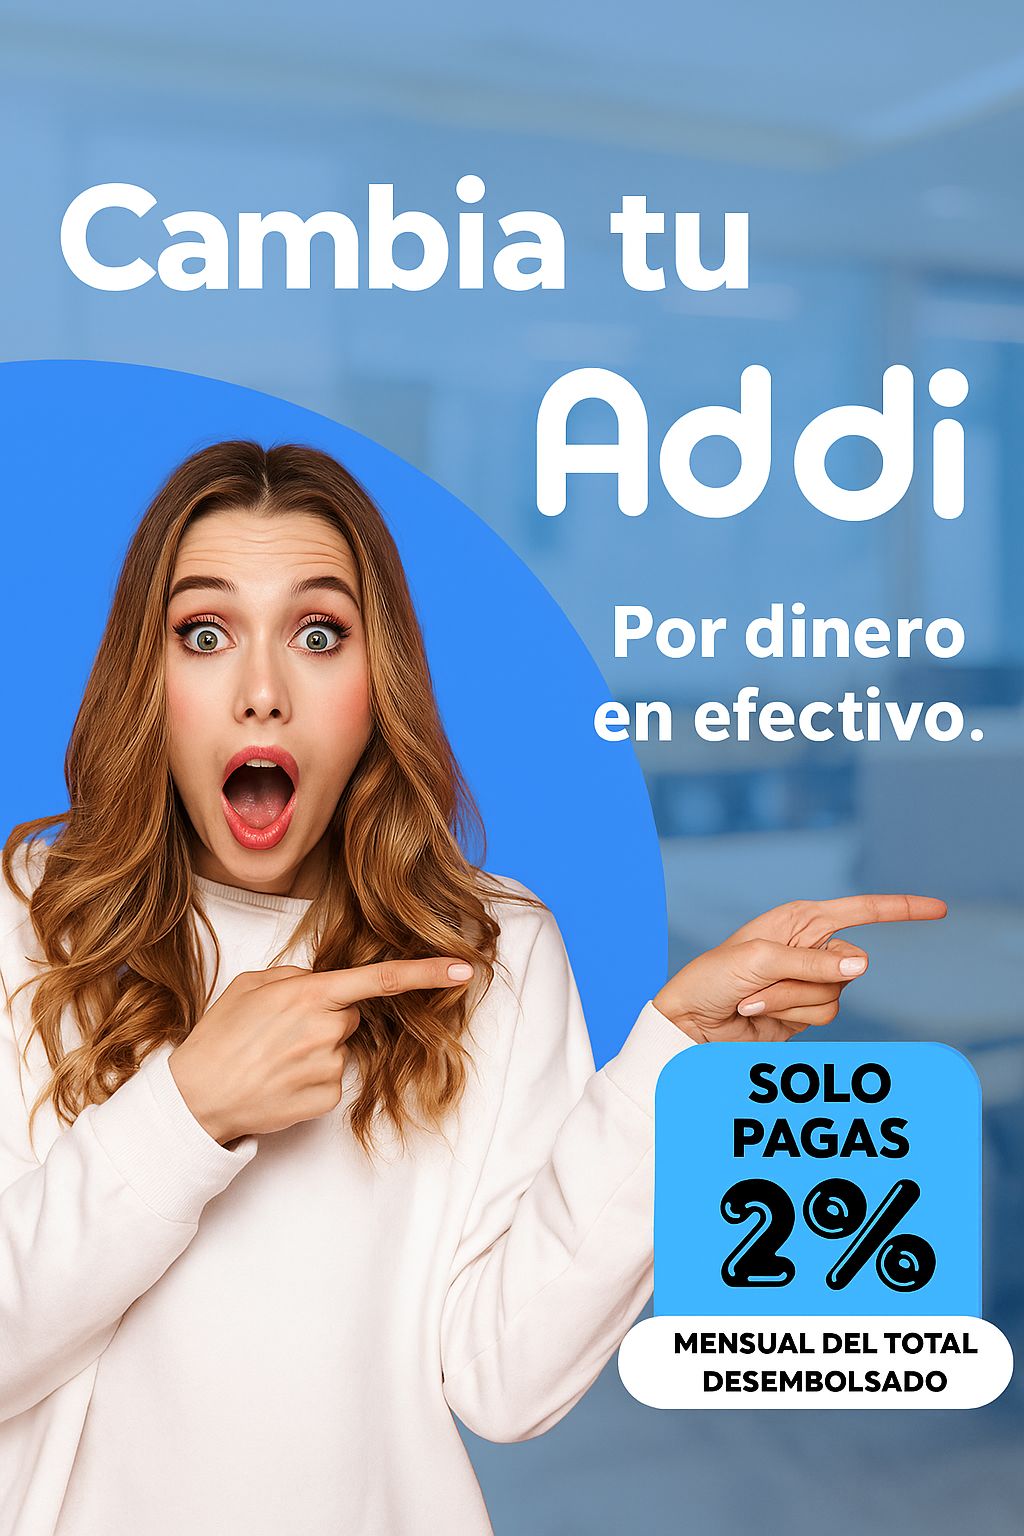 Cambia tu
Addi
Por dinero
en efectivo.
SOLO
PAGAS
2%
MENSUAL DEL TOTAL
DESEMBOLSADO